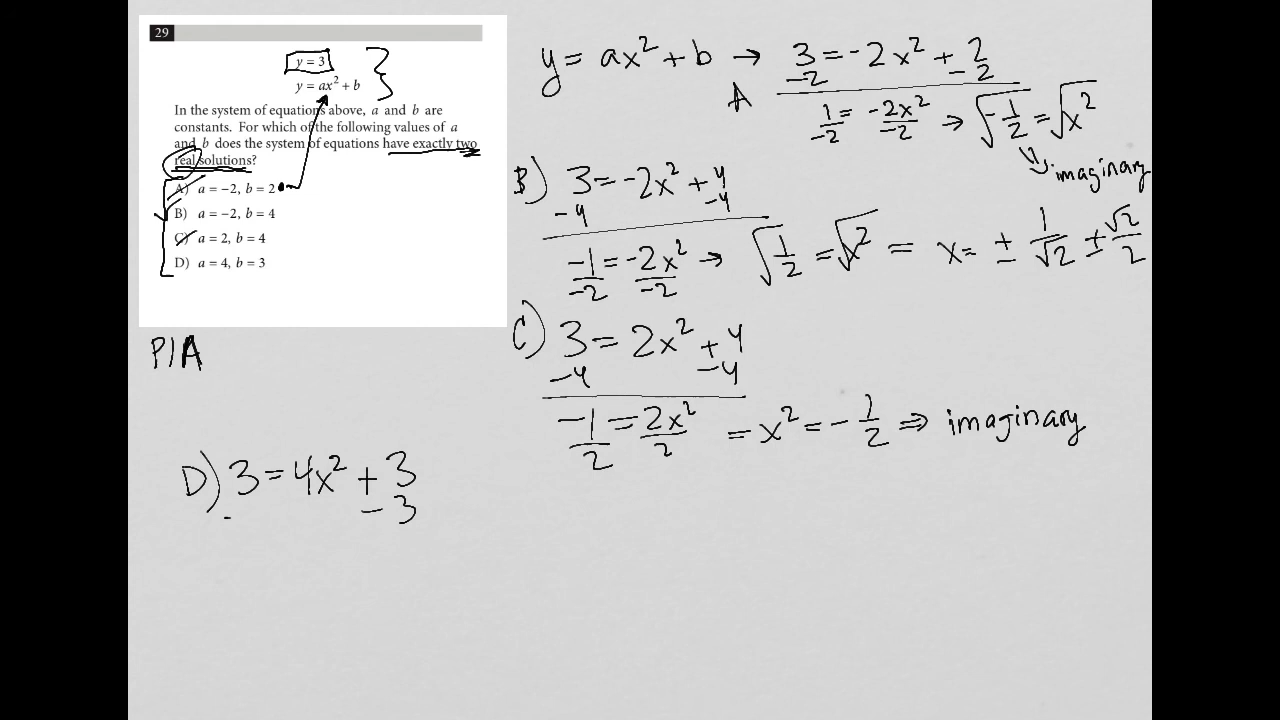 29
y = 3
y = ax² + b
In the system of equations above, a and b are
constants. For which of the following values of a
and b does the system of equations have exactly two
real solutions?
A) a = −2, b = 2
B) a = −2, b = 4
C) a = 2, b = 4
D) a = 4, b = 3
PIA
D) 3 = 4x² + 3
− − 3
y = ax² + b → 3 = -2x² + 2
-2 -2
A 1/-2 = -2x²/-2 → √-1/2 = √x²
⇒ imaginary
B) 3 = -2x² + 4
-4 -4
-1/-2 = -2x²/-2 → √1/2 = √x² = x = ± 1/√2 ± √2/2
C) 3 = 2x² + 4
-4 -4
-1/2 = 2x²/2 = x² = -1/2 ⇒ imaginary